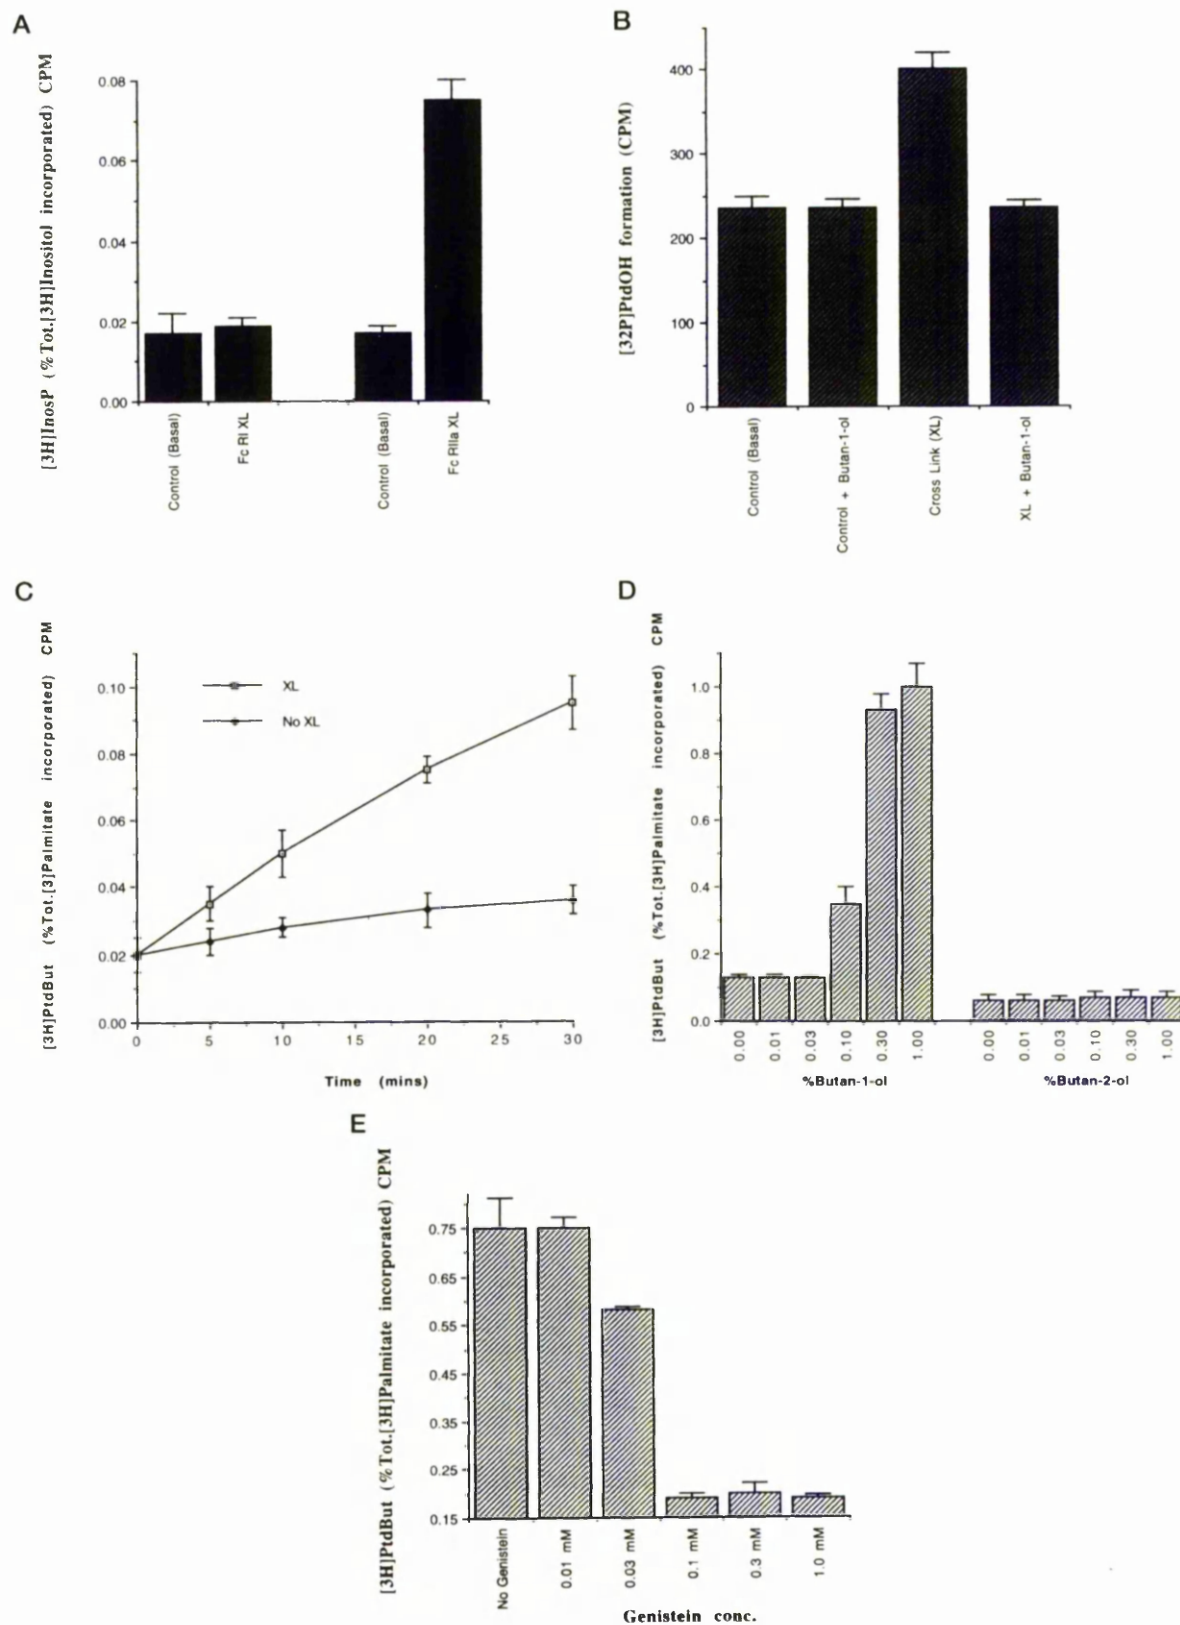 A
[3H]InosP (%Tot.[3H]Inositol incorporated) CPM
0.08
0.06
0.04
0.02
0.00
Control (Basal)
Fc RI XL
Control (Basal)
Fc RIIa XL
B
[32P]PtdOH formation (CPM)
400
300
200
100
0
Control (Basal)
Control + Butan-1-ol
Cross Link (XL)
XL + Butan-1-ol
C
[3H]PtdBut (%Tot.[3]Palmitate incorporated) CPM
XL
No XL
0.10
0.08
0.06
0.04
0.02
0.00
0 5 10 15 20 25 30
Time (mins)
D
[3H]PtdBut (%Tot.[3H]Palmitate incorporated) CPM
1.0
0.8
0.6
0.4
0.2
0.0
0.00 0.01 0.03 0.10 0.30 1.00 0.00 0.01 0.03 0.10 0.30 1.00
%Butan-1-ol %Butan-2-ol
E
[3H]PtdBut (%Tot.[3H]Palmitate incorporated) CPM
0.75
0.65
0.55
0.45
0.35
0.25
0.15
No Genistein
0.01 mM
0.03 mM
0.1 mM
0.3 mM
1.0 mM
Genistein conc.